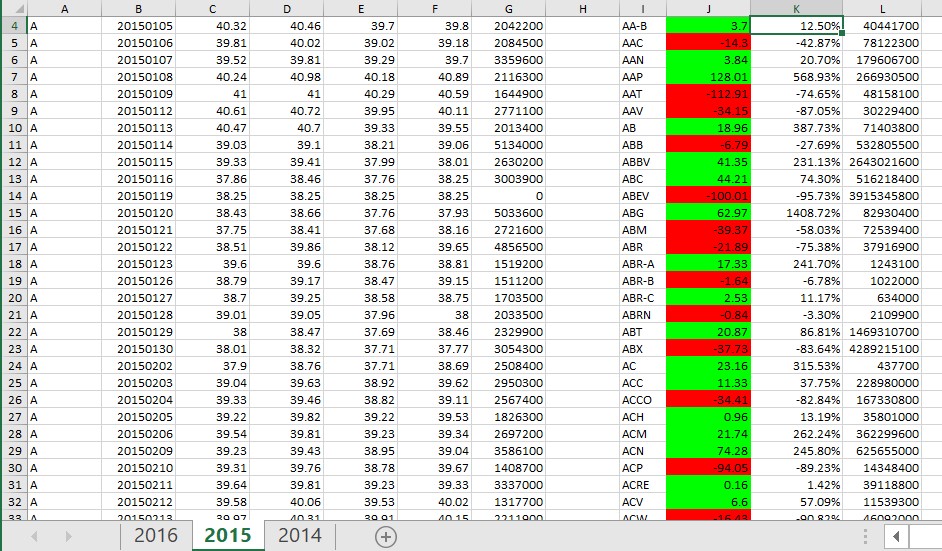 A B C D E F G H I J K L
4 A 20150105 40.32 40.46 39.7 39.8 2042200 AA-B 3.7 12.50% 40441700
5 A 20150106 39.81 40.02 39.02 39.18 2084500 AAC -14.3 -42.87% 78122300
6 A 20150107 39.52 39.81 39.29 39.7 3359600 AAN 3.84 20.70% 179606700
7 A 20150108 40.24 40.98 40.18 40.89 2116300 AAP 128.01 568.93% 266930500
8 A 20150109 41 41 40.29 40.59 1644900 AAT -112.91 -74.65% 48158100
9 A 20150112 40.61 40.72 39.95 40.11 2771100 AAV -34.15 -87.05% 30229400
10 A 20150113 40.47 40.7 39.33 39.55 2013400 AB 18.96 387.73% 71403800
11 A 20150114 39.03 39.1 38.21 39.06 5134000 ABB -6.79 -27.69% 532805500
12 A 20150115 39.33 39.41 37.99 38.01 2630200 ABBV 41.35 231.13% 2643021600
13 A 20150116 37.86 38.46 37.76 38.25 3003900 ABC 44.21 74.30% 516218400
14 A 20150119 38.25 38.25 38.25 38.25 0 ABEV -100.01 -95.73% 3915345800
15 A 20150120 38.43 38.66 37.76 37.93 5033600 ABG 62.97 1408.72% 82930400
16 A 20150121 37.75 38.41 37.68 38.16 2721600 ABM -39.37 -58.03% 72539400
17 A 20150122 38.51 39.86 38.12 39.65 4856500 ABR -21.89 -75.38% 37916900
18 A 20150123 39.6 39.6 38.76 38.81 1519200 ABR-A 17.33 241.70% 1243100
19 A 20150126 38.79 39.17 38.47 39.15 1511200 ABR-B -1.64 -6.78% 1022000
20 A 20150127 38.7 39.25 38.58 38.75 1703500 ABR-C 2.53 11.17% 634000
21 A 20150128 39.01 39.05 37.96 38 2033500 ABRN -0.84 -3.30% 2109900
22 A 20150129 38 38.47 37.69 38.46 2329900 ABT 20.87 86.81% 1469310700
23 A 20150130 38.01 38.32 37.71 37.77 3054300 ABX -37.73 -83.64% 4289215100
24 A 20150202 37.9 38.76 37.71 38.69 2508400 AC 23.16 315.53% 437700
25 A 20150203 39.04 39.63 38.92 39.62 2950300 ACC 11.33 37.75% 228980000
26 A 20150204 39.33 39.46 38.82 39.11 2567400 ACCO -34.41 -82.84% 167330800
27 A 20150205 39.22 39.82 39.22 39.53 1826300 ACH 0.96 13.19% 35801000
28 A 20150206 39.54 39.81 39.23 39.34 2697200 ACM 21.74 262.24% 362299600
29 A 20150209 39.23 39.43 38.95 39.04 3586100 ACN 74.28 245.80% 625655000
30 A 20150210 39.31 39.76 38.78 39.67 1408700 ACP -94.05 -89.23% 14348400
31 A 20150211 39.64 39.81 39.23 39.33 3337000 ACRE 0.16 1.42% 39118800
32 A 20150212 39.58 40.06 39.53 40.02 1317700 ACV 6.6 57.09% 11539300
33 A 20150213 39.97 40.31 39.91 40.15 2211900 ACW -16.43 -90.82% 46092000
2016 2015 2014